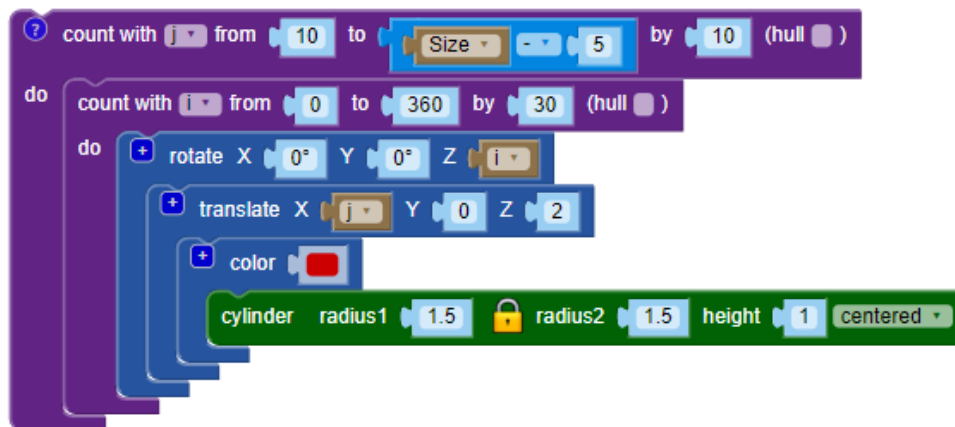 ? count with j from 10 to Size - 5 by 10 (hull )
do count with i from 0 to 360 by 30 (hull )
do + rotate X 0° Y 0° Z i
+ translate X j Y 0 Z 2
+ color
cylinder radius1 1.5 radius2 1.5 height 1 centered